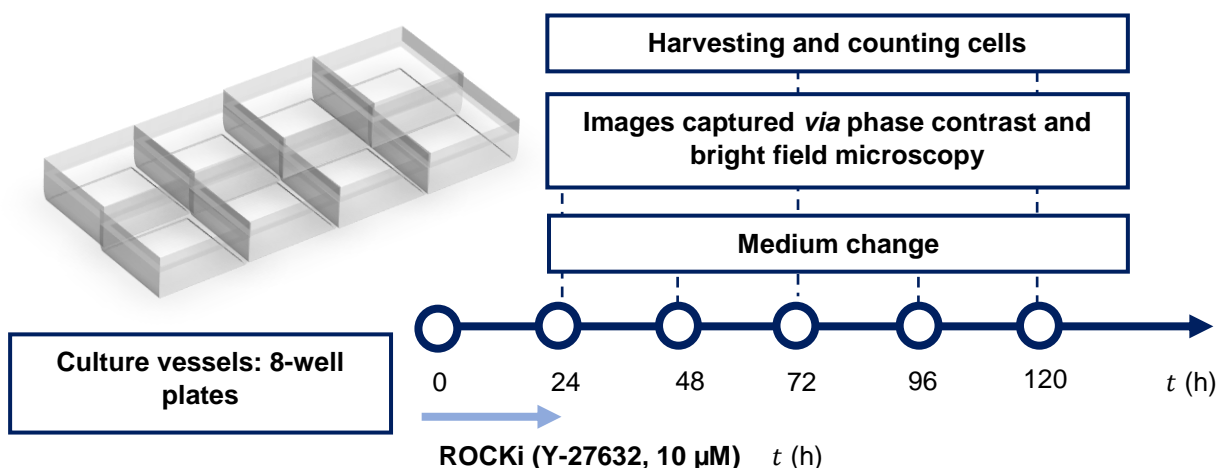 Harvesting and counting cells
Images captured via phase contrast and
bright field microscopy
Medium change
Culture vessels: 8-well
plates
0 24 48 72 96 120 t (h)
ROCKi (Y-27632, 10 µM) t (h)